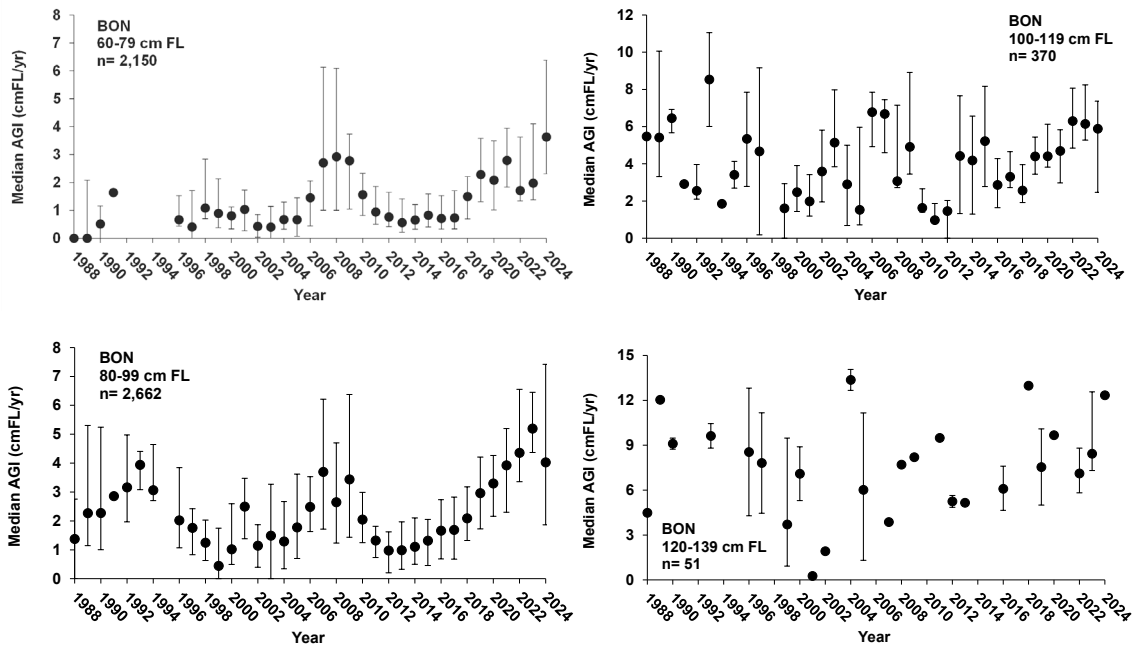 8
7
6
5
4
3
2
1
0
Median AGI (cmFL/yr)
BON
60-79 cm FL
n= 2,150
1988 1990 1992 1994 1996 1998 2000 2002 2004 2006 2008 2010 2012 2014 2016 2018 2020 2022 2024
Year
12
10
8
6
4
2
0
Median AGI (cmFL/yr)
BON
100-119 cm FL
n= 370
1988 1990 1992 1994 1996 1998 2000 2002 2004 2006 2008 2010 2012 2014 2016 2018 2020 2022 2024
Year
8
7
6
5
4
3
2
1
0
Median AGI (cmFL/yr)
BON
80-99 cm FL
n= 2,662
1988 1990 1992 1994 1996 1998 2000 2002 2004 2006 2008 2010 2012 2014 2016 2018 2020 2022 2024
Year
15
12
9
6
3
0
Median AGI (cmFL/yr)
BON
120-139 cm FL
n= 51
1988 1990 1992 1994 1996 1998 2000 2002 2004 2006 2008 2010 2012 2014 2016 2018 2020 2022 2024
Year